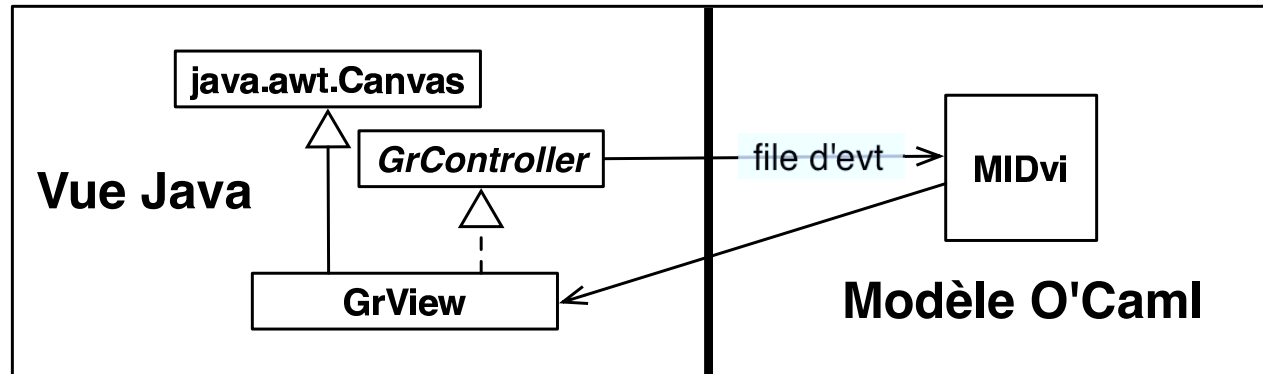 java.awt.Canvas
GrController
file d'evt
MIDvi
Vue Java
GrView
Modèle O'Caml